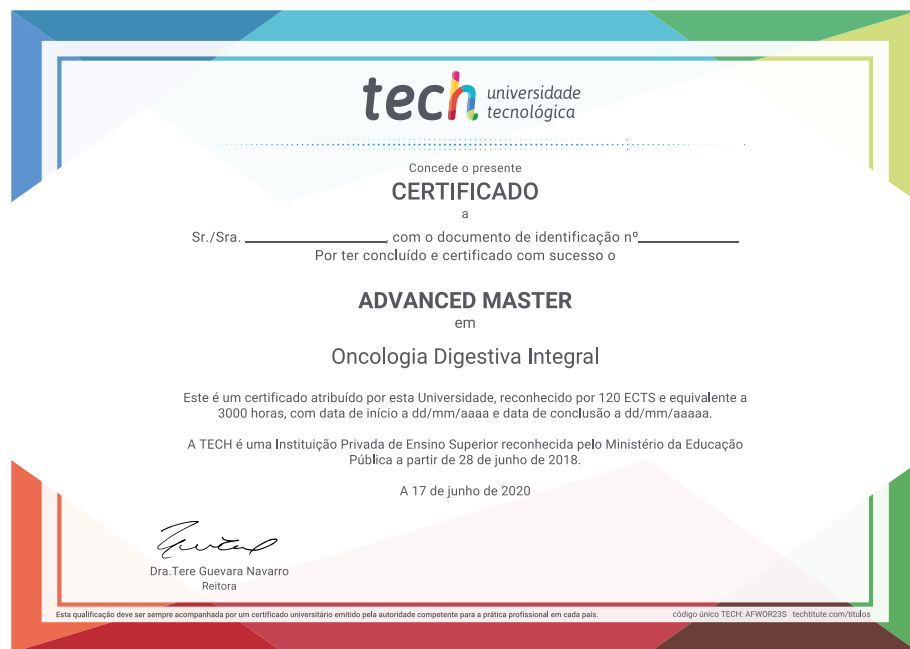 tech universidade
tecnológica
Concede o presente
CERTIFICADO
a
Sr./Sra. ________________, com o documento de identificação nº____________
Por ter concluído e certificado com sucesso o
ADVANCED MASTER
em
Oncologia Digestiva Integral
Este é um certificado atribuído por esta Universidade, reconhecido por 120 ECTS e equivalente a
3000 horas, com data de início a dd/mm/aaaa e data de conclusão a dd/mm/aaaaa.
A TECH é uma Instituição Privada de Ensino Superior reconhecida pelo Ministério da Educação
Pública a partir de 28 de junho de 2018.
A 17 de junho de 2020
Dra.Tere Guevara Navarro
Reitora
Esta qualificação deve ser sempre acompanhada por um certificado universitário emitido pela autoridade competente para a prática profissional em cada país.
código único TECH: AFWOR23S techtitute.com/titulos